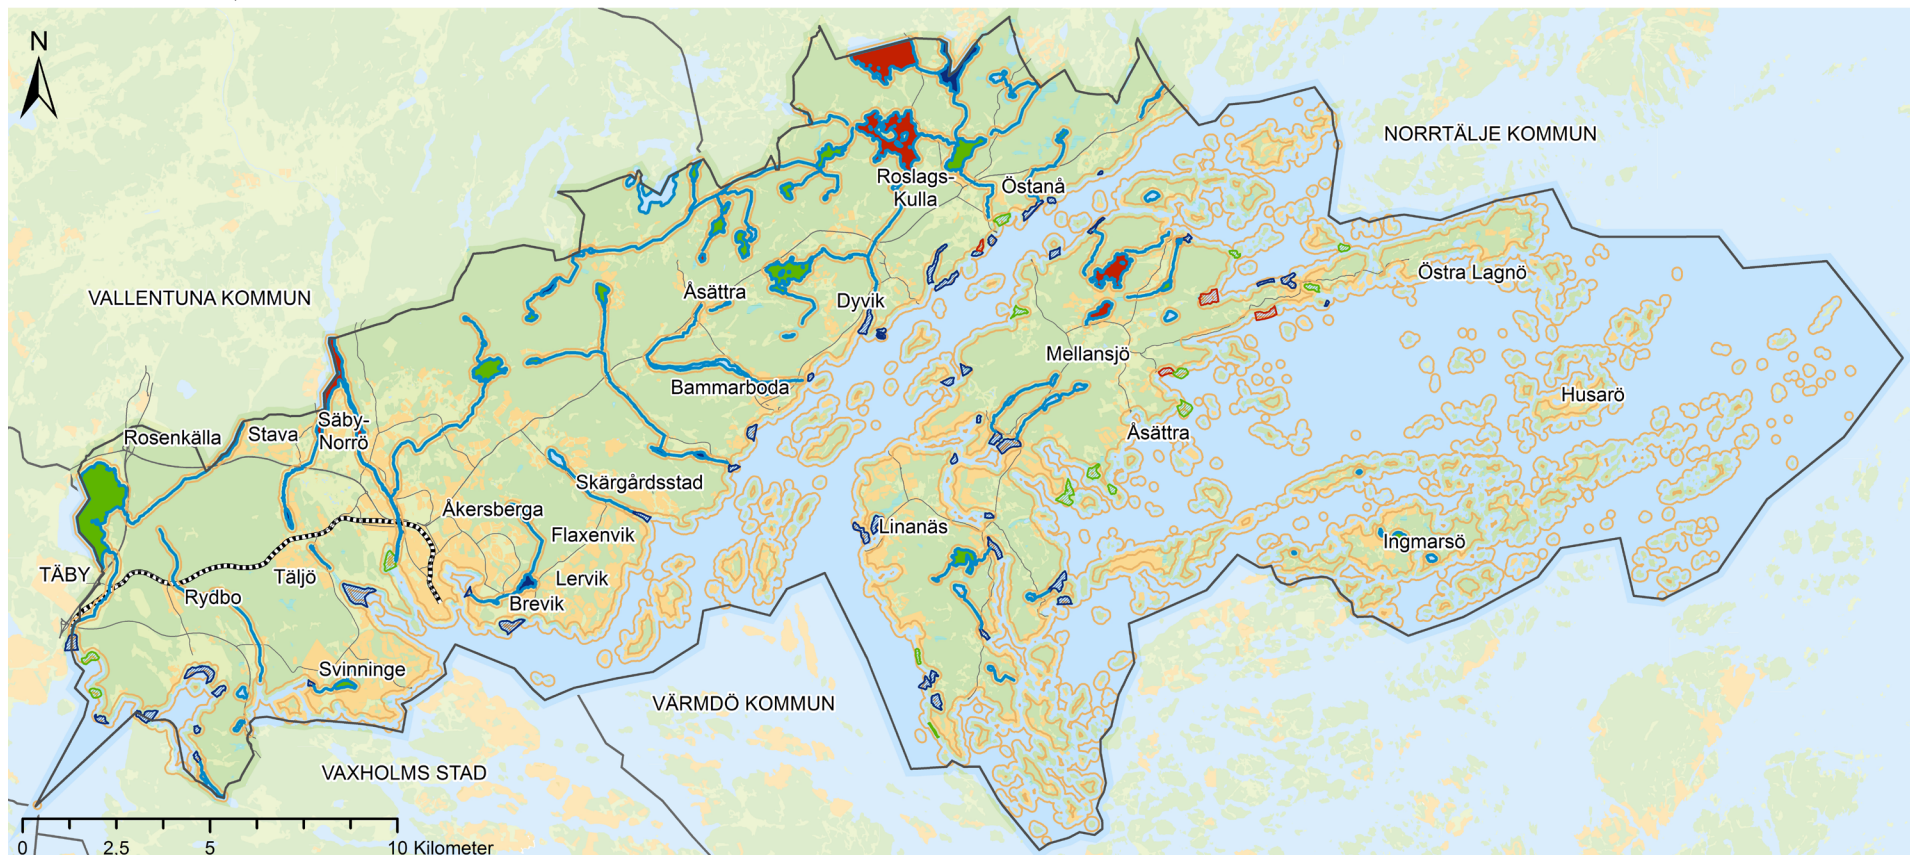 N
NORRTÄLJE KOMMUN
Roslags-
Kulla
Östanå
Östra Lagnö
VALLENTUNA KOMMUN
Åsättra
Dyvik
Mellansjö
Bammarboda
Husarö
Rosenkälla
Stava
Säby-
Norrö
Åsättra
Skärgårdsstad
Åkersberga
Flaxenvik
Linanäs
Ingmarsö
TÄBY
Täljö
Lervik
Rydbo
Brevik
Svinninge
VÄRMDÖ KOMMUN
VAXHOLMS STAD
0 2,5 5 10 Kilometer